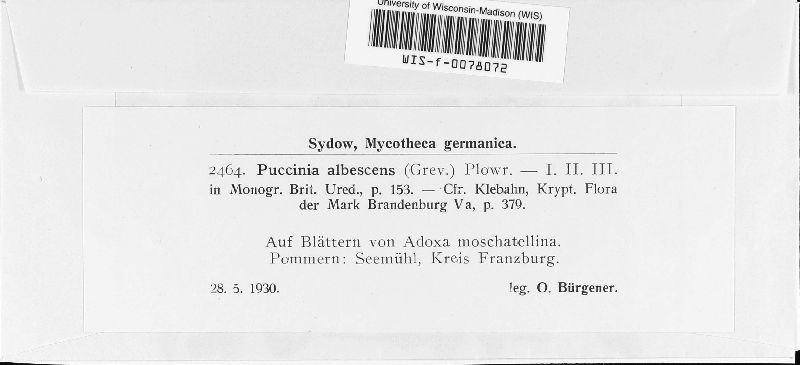 University of Wisconsin-Madison (WIS)
WIS-f-0078072
Sydow, Mycotheca germanica.
2464. Puccinia albescens (Grev.) Plowr. — I. II. III.
in Monogr. Brit. Ured., p. 153. — Cfr. Klebahn, Krypt. Flora
der Mark Brandenburg Va, p. 379.
Auf Blättern von Adoxa moschatellina.
Pommern: Seemühl, Kreis Franzburg.
28. 5. 1930. leg. O. Bürgener.